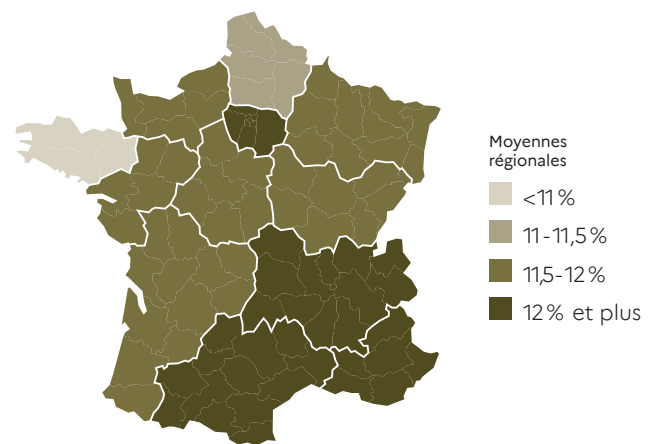 Moyennes
régionales
<11 %
11-11,5 %
11,5-12 %
12 % et plus